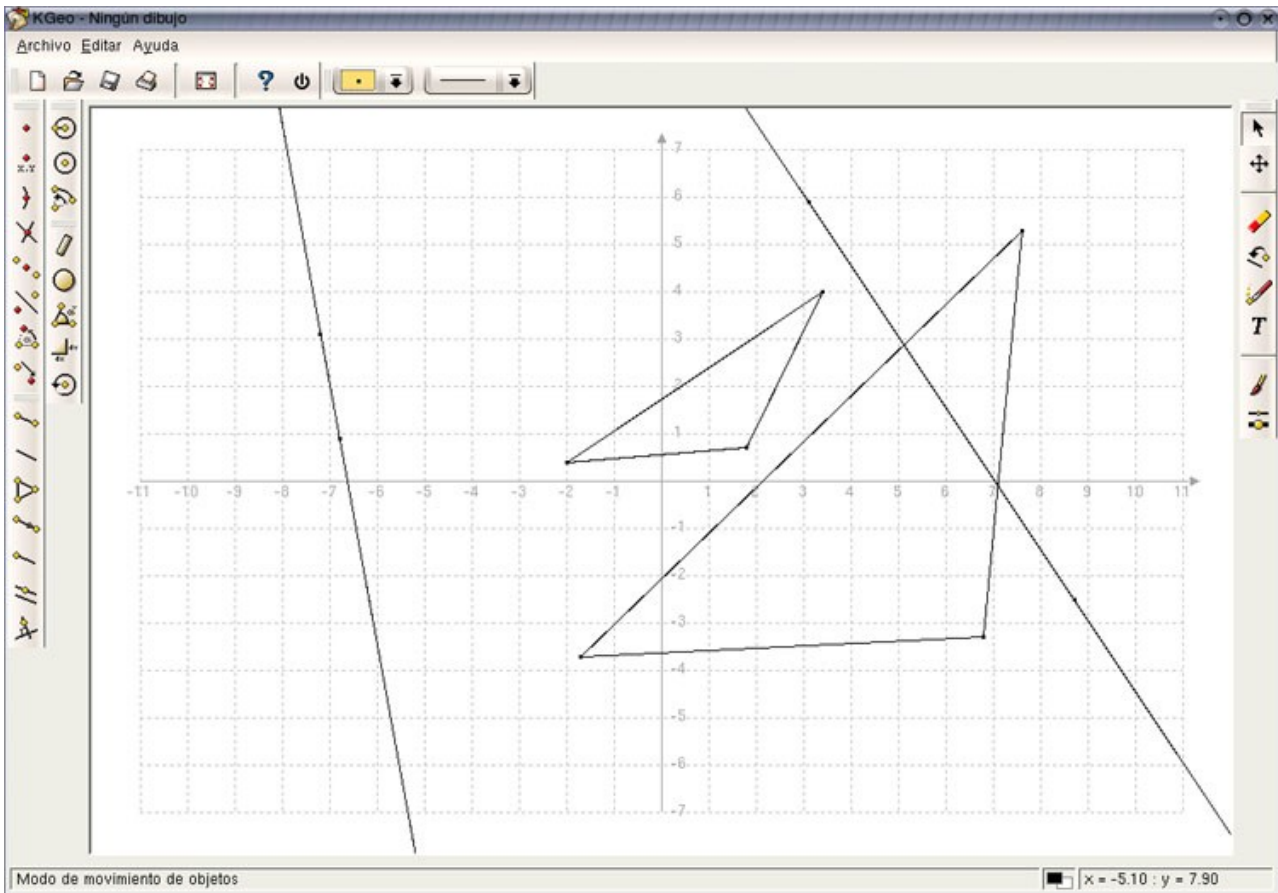 KGeo - Ningún dibujo
Archivo Editar Ayuda
x,y
T
7
6
5
4
3
2
1
-11 -10 -9 -8 -7 -6 -5 -4 -3 -2 -1 1 2 3 4 5 6 7 8 9 10 11
-1
-2
-3
-4
-5
-6
-7
Modo de movimiento de objetos x = -5.10 : y = 7.90